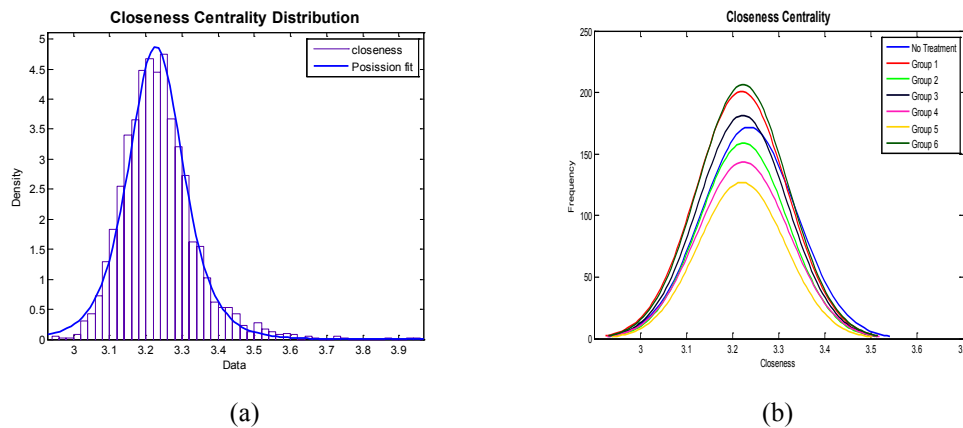 Closeness Centrality Distribution
5
4.5
4
3.5
3
2.5
2
1.5
1
0.5
0
Density
closeness
Posission fit
3 3.1 3.2 3.3 3.4 3.5 3.6 3.7 3.8 3.9
Data
(a)
Closeness Centrality
250
200
150
100
50
0
Frequency
No Treatment
Group 1
Group 2
Group 3
Group 4
Group 5
Group 6
3 3.1 3.2 3.3 3.4 3.5 3.6
Closeness
(b)